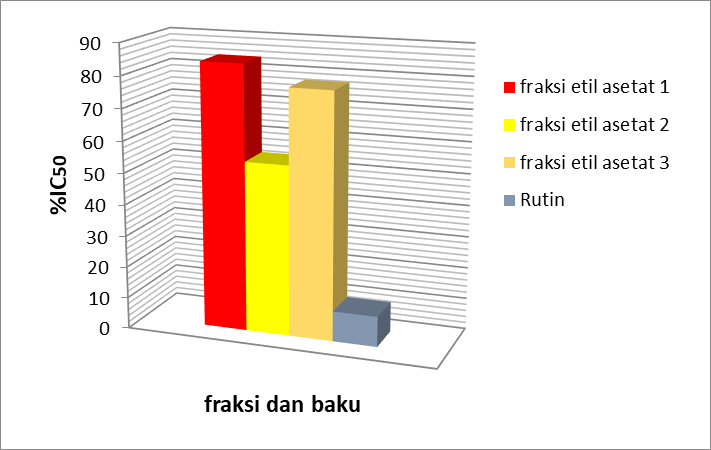 90
80
70
60
50
40
30
20
10
0
%IC50
fraksi dan baku
fraksi etil asetat 1
fraksi etil asetat 2
fraksi etil asetat 3
Rutin